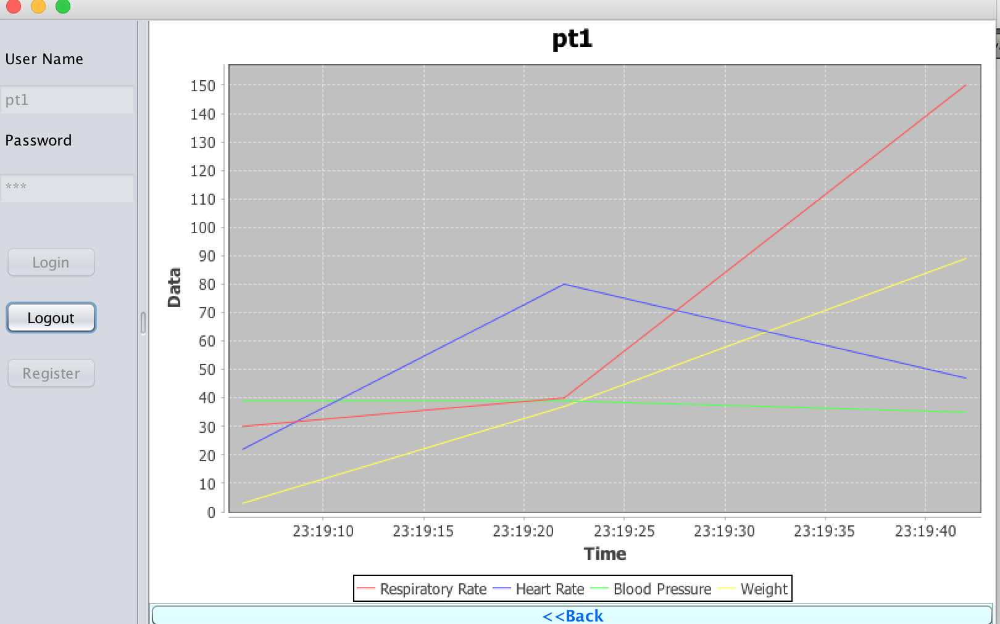 User Name
pt1
Password
***
Login
Logout
Register
pt1
Data
150
140
130
120
110
100
90
80
70
60
50
40
30
20
10
0
23:19:10 23:19:15 23:19:20 23:19:25 23:19:30 23:19:35 23:19:40
Time
Respiratory Rate Heart Rate Blood Pressure Weight
<<Back